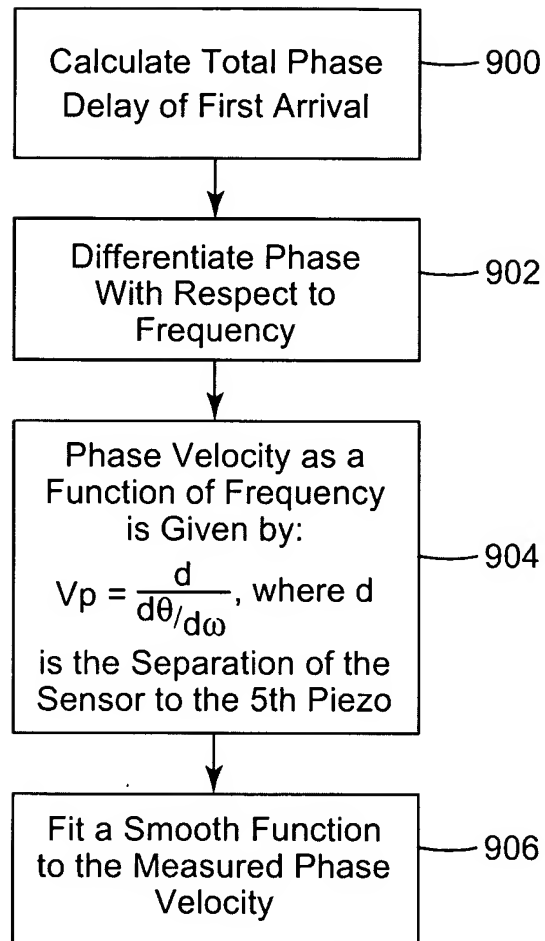 Calculate Total Phase
Delay of First Arrival
900
Differentiate Phase
With Respect to
Frequency
902
Phase Velocity as a
Function of Frequency
is Given by:
Vp = d / dθ/dω, where d
is the Separation of the
Sensor to the 5th Piezo
904
Fit a Smooth Function
to the Measured Phase
Velocity
906